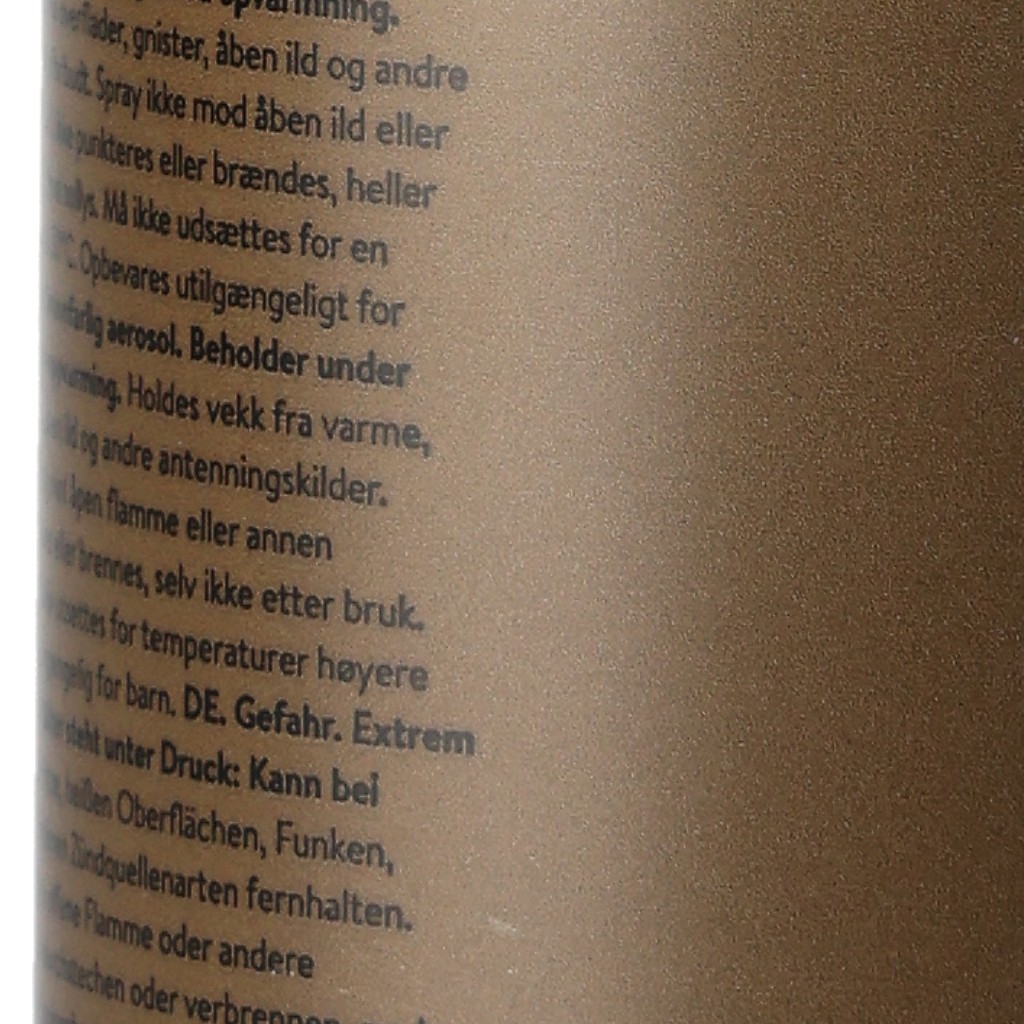 opvarmning.
gnister, åben ild og andre
Spray ikke mod åben ild eller
punkteres eller brændes, heller
Må ikke udsættes for en
Opbevares utilgængeligt for
aerosol. Beholder under
Holdes vekk fra varme,
og andre antenningskilder.
åpen flamme eller annen
eller brennes, selv ikke etter bruk.
for temperaturer høyere
for barn. DE. Gefahr. Extrem
steht unter Druck: Kann bei
heißen Oberflächen, Funken,
Zündquellenarten fernhalten.
Flamme oder andere
oder verbrennen,